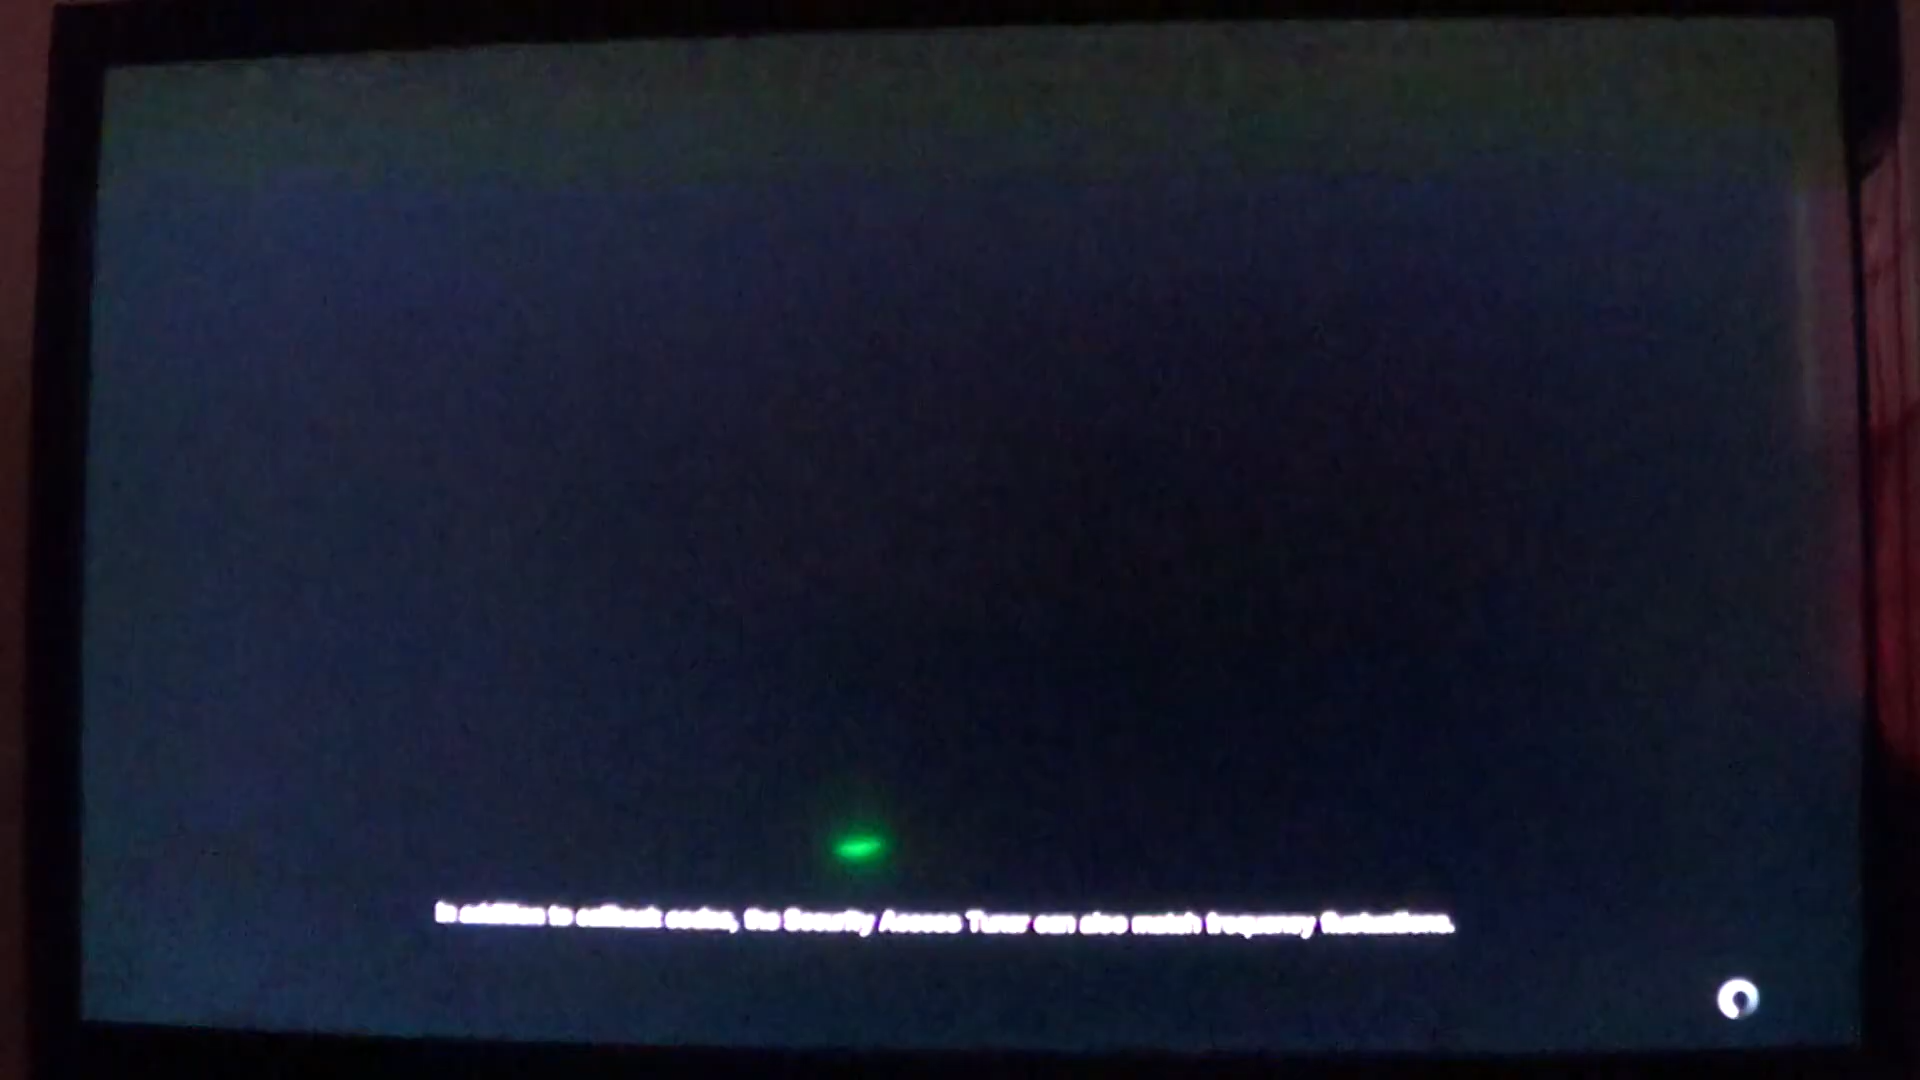 In addition to callback codes, the Security Access Tuner can also match frequency fluctuations.